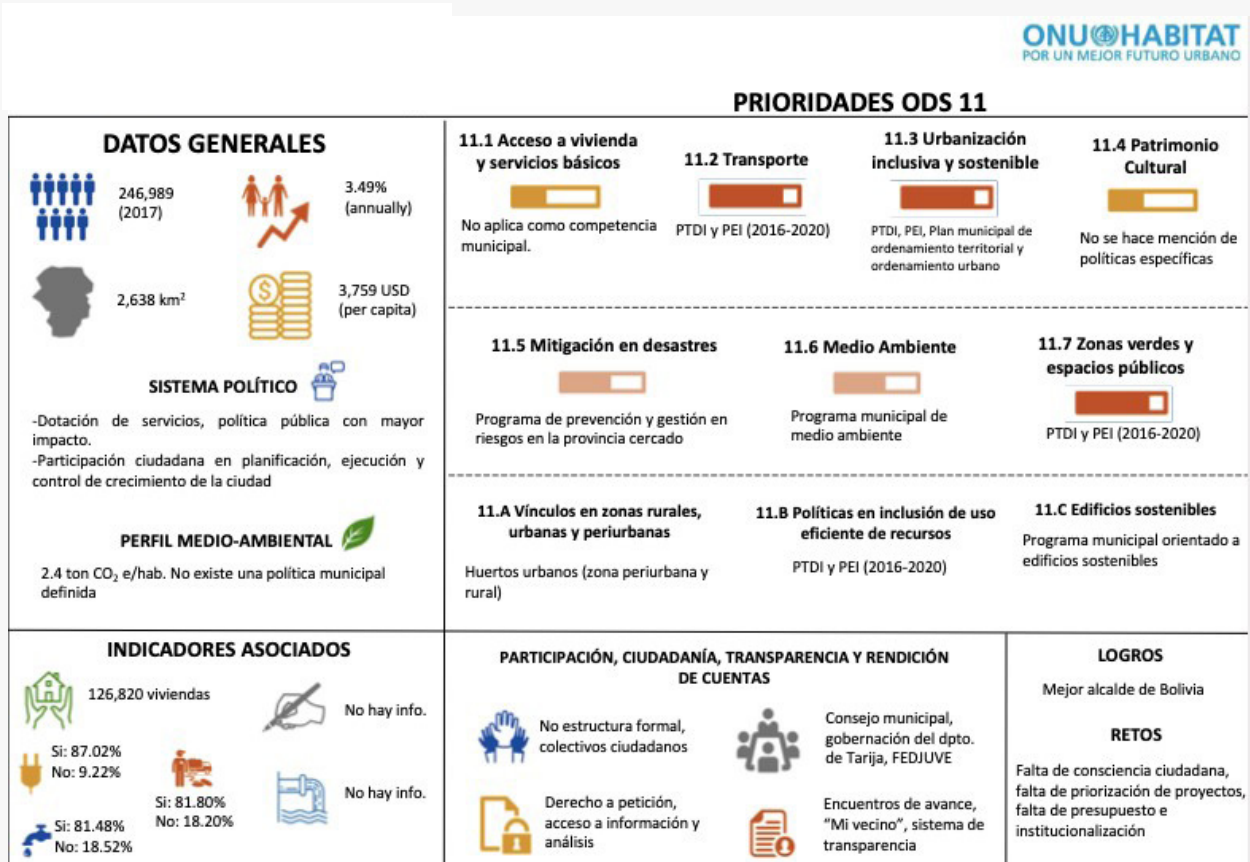 ONU HABITAT
POR UN MEJOR FUTURO URBANO
PRIORIDADES ODS 11
DATOS GENERALES
246,989
(2017)
3.49%
(annually)
2,638 km²
3,759 USD
(per capita)
SISTEMA POLÍTICO
-Dotación de servicios, política pública con mayor
impacto.
-Participación ciudadana en planificación, ejecución y
control de crecimiento de la ciudad
PERFIL MEDIO-AMBIENTAL
2.4 ton CO₂ e/hab. No existe una política municipal
definida
11.1 Acceso a vivienda
y servicios básicos
No aplica como competencia
municipal.
11.2 Transporte
PTDI y PEI (2016-2020)
11.3 Urbanización
inclusiva y sostenible
PTDI, PEI, Plan municipal de
ordenamiento territorial y
ordenamiento urbano
11.4 Patrimonio
Cultural
No se hace mención de
políticas específicas
11.5 Mitigación en desastres
Programa de prevención y gestión en
riesgos en la provincia cercado
11.6 Medio Ambiente
Programa municipal de
medio ambiente
11.7 Zonas verdes y
espacios públicos
PTDI y PEI (2016-2020)
11.A Vínculos en zonas rurales,
urbanas y periurbanas
Huertos urbanos (zona periurbana y
rural)
11.B Políticas en inclusión de uso
eficiente de recursos
PTDI y PEI (2016-2020)
11.C Edificios sostenibles
Programa municipal orientado a
edificios sostenibles
INDICADORES ASOCIADOS
126,820 viviendas
No hay info.
Si: 87.02%
No: 9.22%
Si: 81.80%
No: 18.20%
No hay info.
Si: 81.48%
No: 18.52%
PARTICIPACIÓN, CIUDADANÍA, TRANSPARENCIA Y RENDICIÓN
DE CUENTAS
No estructura formal,
colectivos ciudadanos
Consejo municipal,
gobernación del dpto.
de Tarija, FEDJUVE
Derecho a petición,
acceso a información y
análisis
Encuentros de avance,
"Mi vecino", sistema de
transparencia
LOGROS
Mejor alcalde de Bolivia
RETOS
Falta de consciencia ciudadana,
falta de priorización de proyectos,
falta de presupuesto e
institucionalización